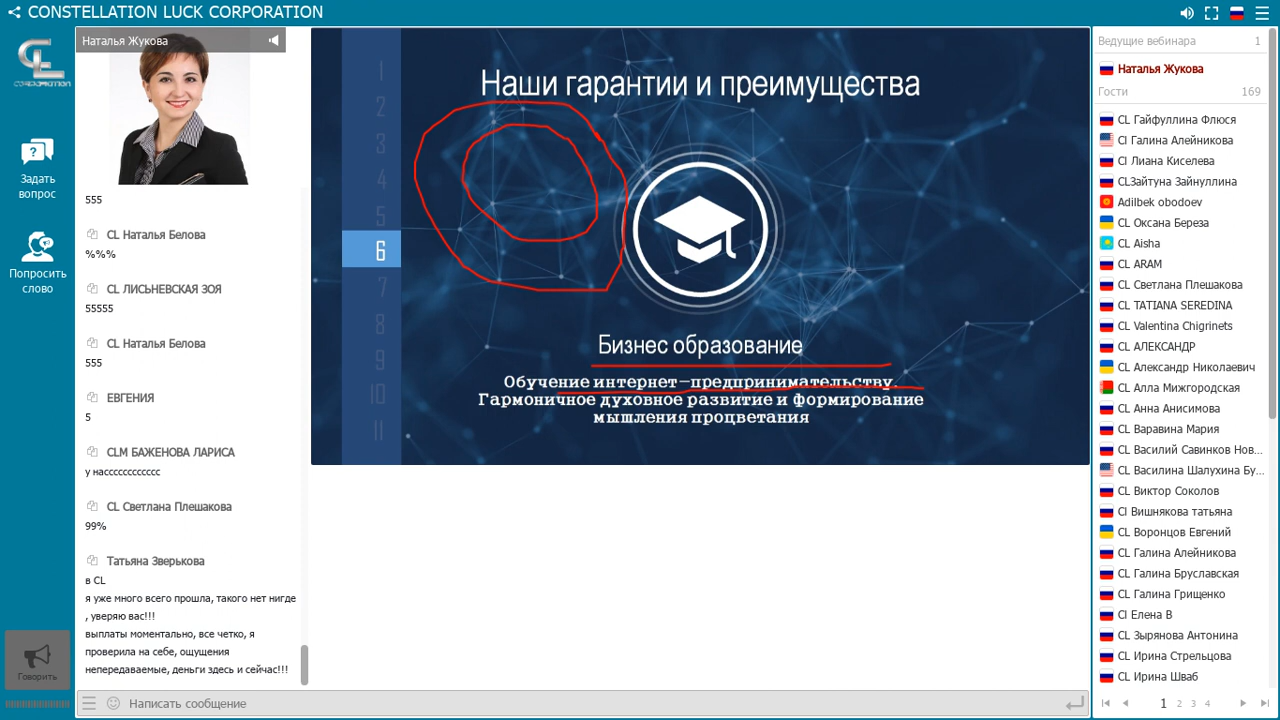 CONSTELLATION LUCK CORPORATION
CL
CORPORATION
Задать
вопрос
Попросить
слово
Говорить
Наталья Жукова
555
CL Наталья Белова
%%%
CL ЛИСЬНЕВСКАЯ ЗОЯ
55555
CL Наталья Белова
555
ЕВГЕНИЯ
5
CLM БАЖЕНОВА ЛАРИСА
у насссссссссссс
CL Светлана Плешакова
99%
Татьяна Зверькова
в CL
я уже много всего прошла, такого нет нигде
, уверяю вас!!!
выплаты моментально, все четко, я
проверила на себе, ощущения
непередаваемые, деньги здесь и сейчас!!!
Написать сообщение
Наши гарантии и преимущества
1
2
3
4
5
6
7
8
9
10
11
Бизнес образование
Обучение интернет-предпринимательству.
Гармоничное духовное развитие и формирование
мышления процветания
Ведущие вебинара 1
Наталья Жукова
Гости 169
CL Гайфуллина Флюся
Cl Галина Алейникова
Cl Лиана Киселева
CLЗайтуна Зайнуллина
Adilbek obodoev
CL Оксана Береза
CL Aisha
CL ARAM
CL Светлана Плешакова
CL TATIANA SEREDINA
CL Valentina Chigrinets
CL АЛЕКСАНДР
CL Александр Николаевич
CL Алла Мижгородская
CL Анна Анисимова
CL Варавина Мария
CL Василий Савинков Нов...
CL Василина Шалухина Бу...
CL Виктор Соколов
Cl Вишнякова татьяна
CL Воронцов Евгений
CL Галина Алейникова
CL Галина Бруславская
CL Галина Грищенко
Cl Елена В
CL Зырянова Антонина
CL Ирина Стрельцова
CL Ирина Шваб
1 2 3 4